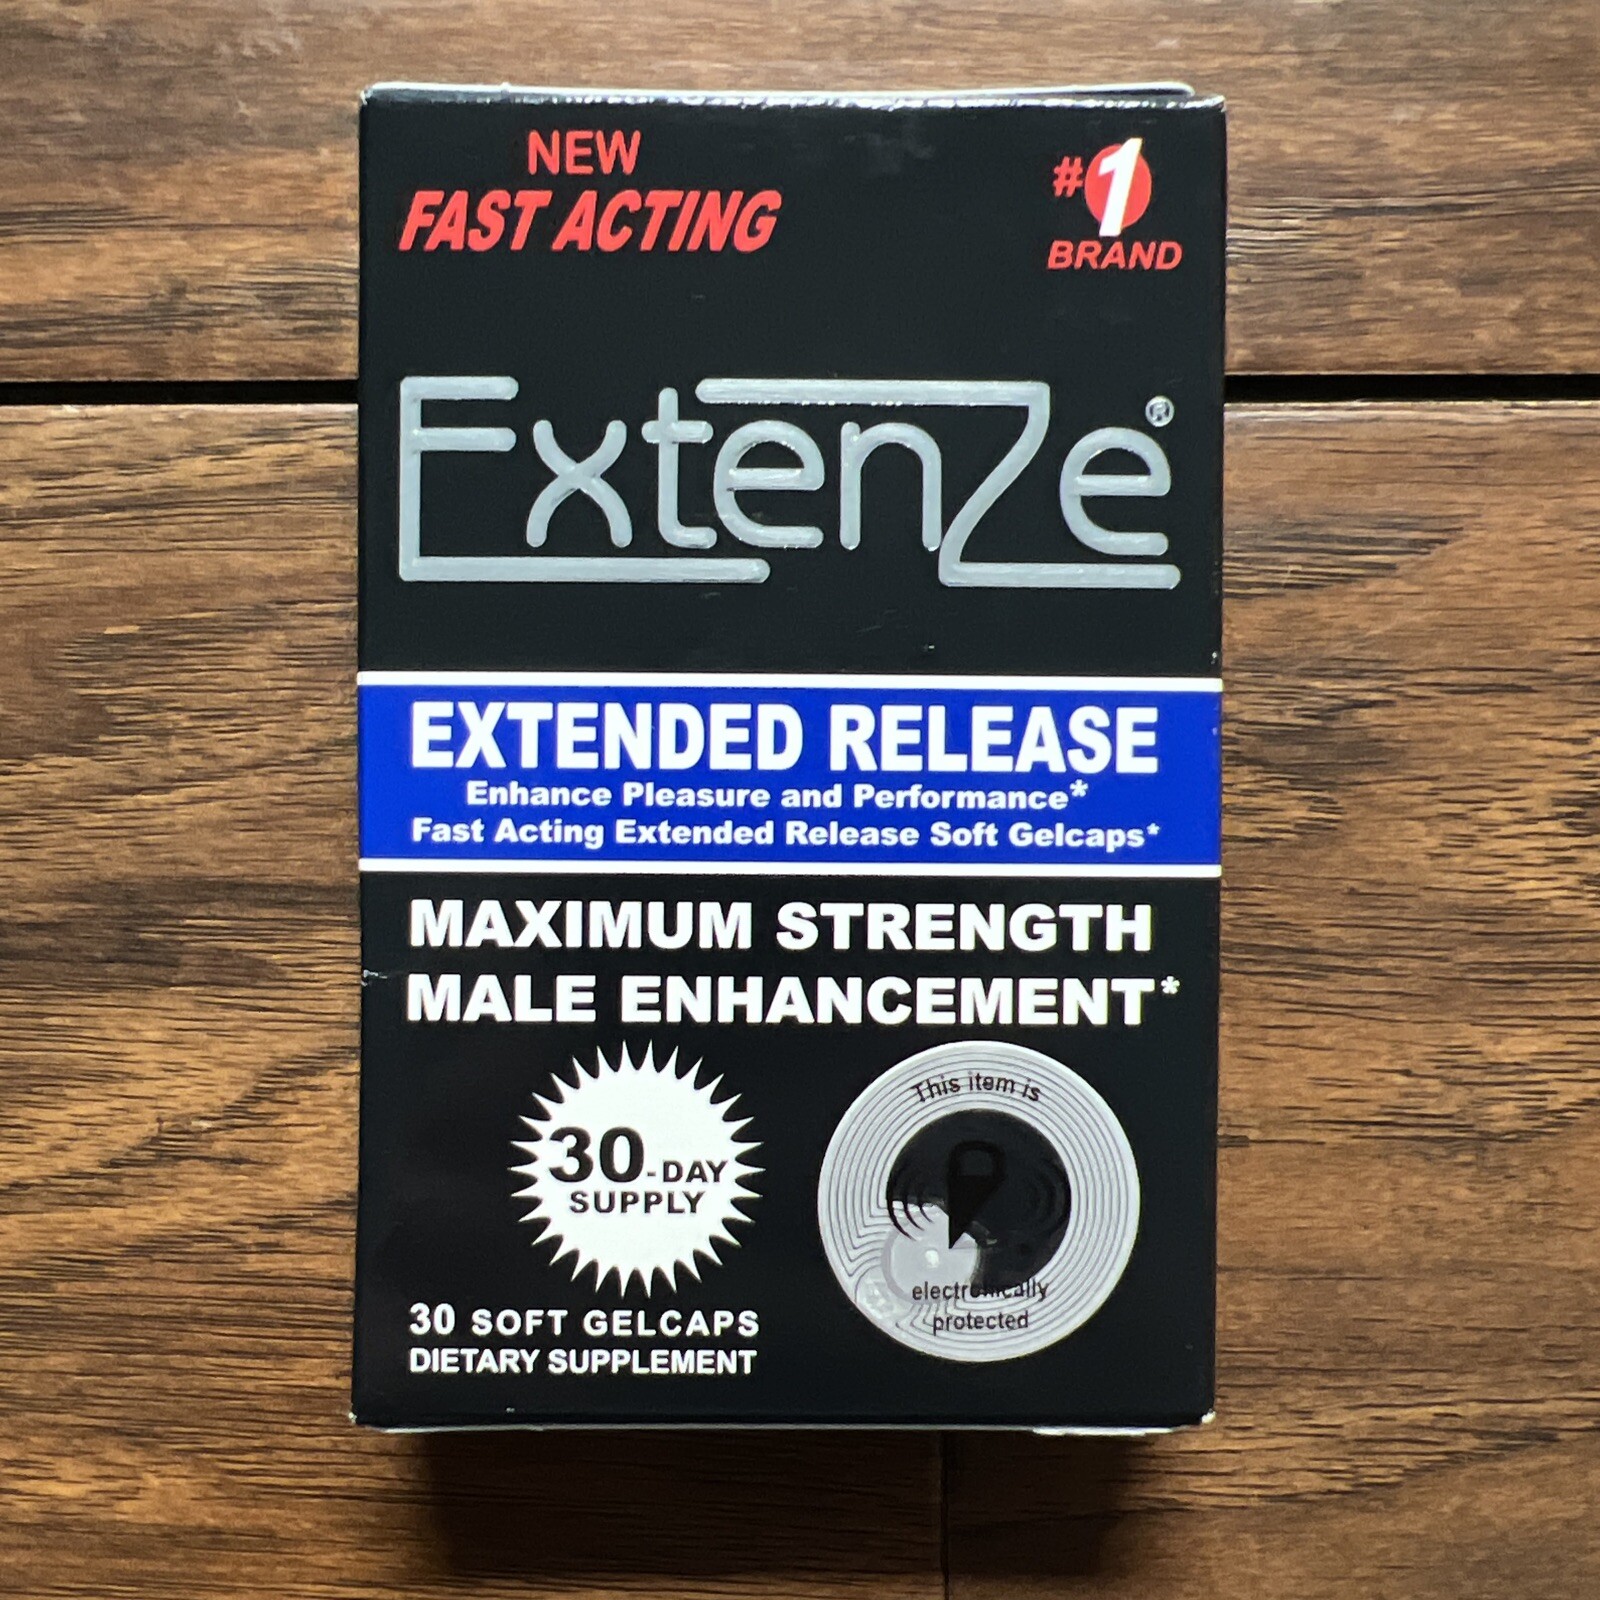 NEW
FAST ACTING
#1
BRAND
ExtenZe®
EXTENDED RELEASE
Enhance Pleasure and Performance*
Fast Acting Extended Release Soft Gelcaps*
MAXIMUM STRENGTH
MALE ENHANCEMENT*
30-DAY
SUPPLY
30 SOFT GELCAPS
DIETARY SUPPLEMENT
This item is
electronically
protected